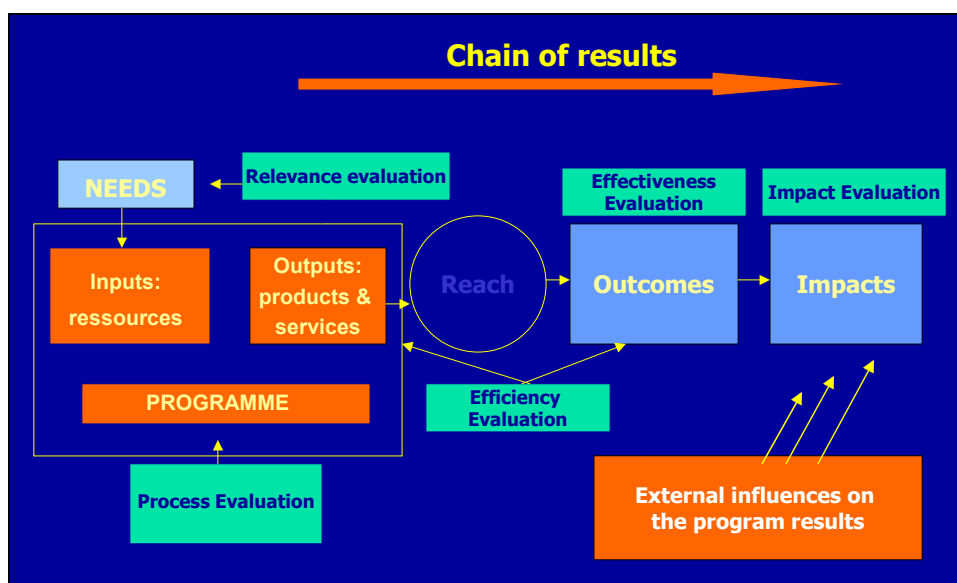 Chain of results
NEEDS
Relevance evaluation
Effectiveness
Evaluation
Impact Evaluation
Inputs:
ressources
Outputs:
products &
services
Reach
Outcomes
Impacts
PROGRAMME
Efficiency
Evaluation
Process Evaluation
External influences on
the program results